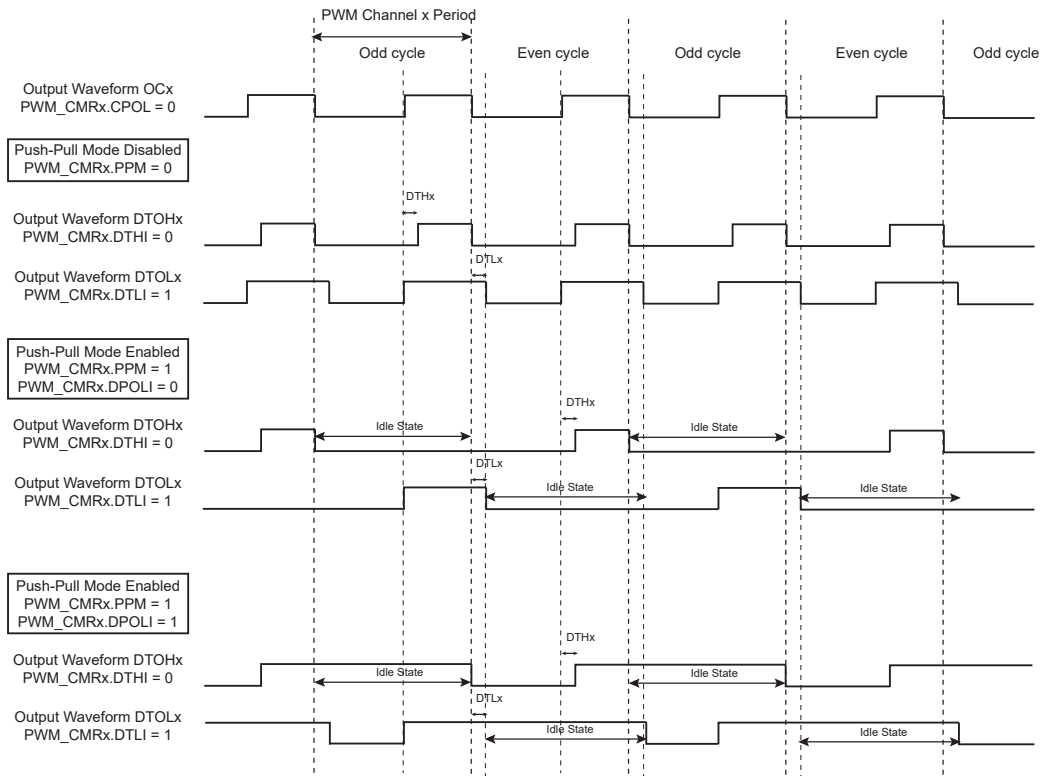 PWM Channel x Period
Odd cycle
Even cycle
Odd cycle
Even cycle
Odd cycle
Output Waveform OCx
PWM_CMRx.CPOL = 0
Push-Pull Mode Disabled
PWM_CMRx.PPM = 0
DTHx
Output Waveform DTOHx
PWM_CMRx.DTHI = 0
DTLx
Output Waveform DTOLx
PWM_CMRx.DTLI = 1
Push-Pull Mode Enabled
PWM_CMRx.PPM = 1
PWM_CMRx.DPOLI = 0
DTHx
Output Waveform DTOHx
PWM_CMRx.DTHI = 0
Idle State
Idle State
DTLx
Output Waveform DTOLx
PWM_CMRx.DTLI = 1
Idle State
Idle State
Push-Pull Mode Enabled
PWM_CMRx.PPM = 1
PWM_CMRx.DPOLI = 1
DTHx
Output Waveform DTOHx
PWM_CMRx.DTHI = 0
Idle State
Idle State
DTLx
Output Waveform DTOLx
PWM_CMRx.DTLI = 1
Idle State
Idle State